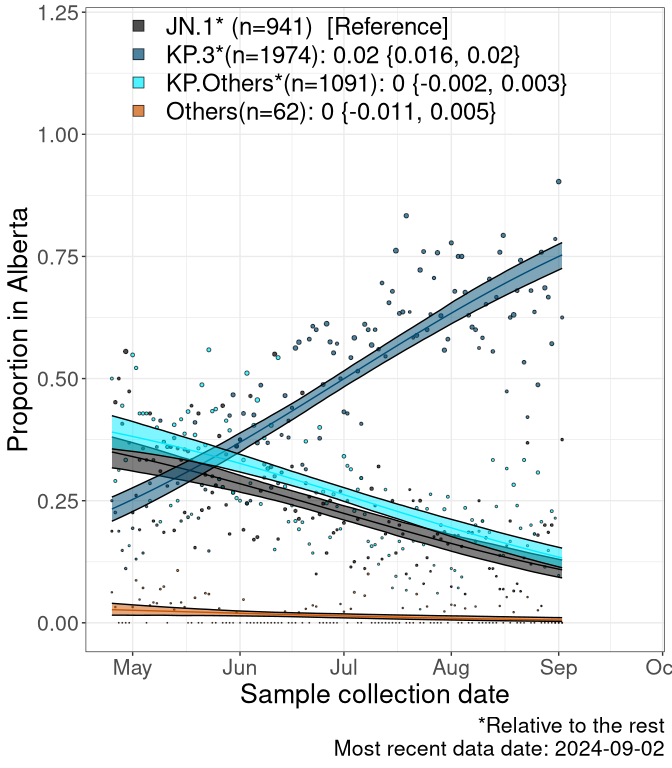 JN.1* (n=941)  [Reference]
KP.3*(n=1974): 0.02 {0.016, 0.02}
KP.Others*(n=1091): 0 {-0.002, 0.003}
Others(n=62): 0 {-0.011, 0.005}
1.25
1.00
0.75
0.50
0.25
0.00
Proportion in Alberta
May Jun Jul Aug Sep Oc
Sample collection date
*Relative to the rest
Most recent data date: 2024-09-02